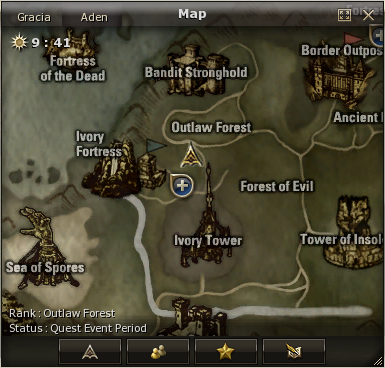 Gracia Aden Map
9 : 41
Fortress
of the Dead
Bandit Stronghold
Border Outpos
Ancient
Outlaw Forest
Ivory
Fortress
Forest of Evil
Ivory Tower
Tower of Insol
Sea of Spores
Rank : Outlaw Forest
Status : Quest Event Period